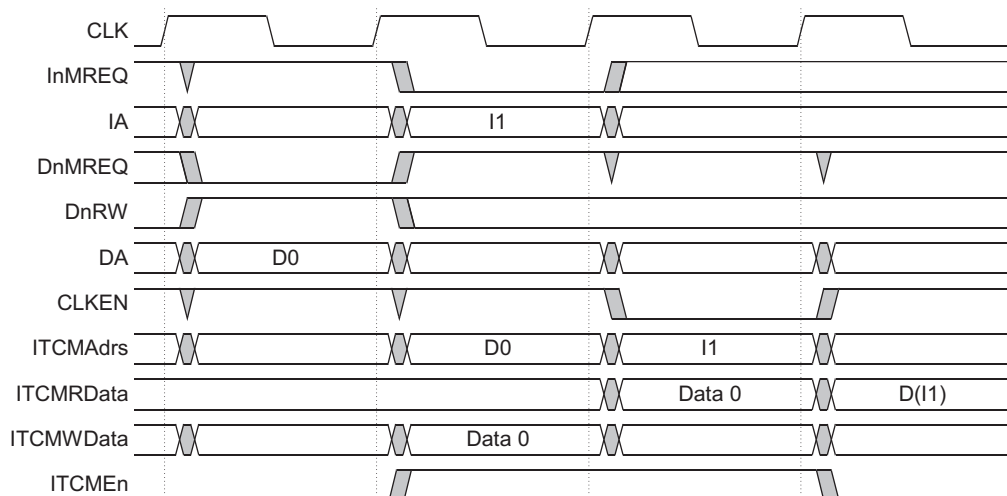 CLK
InMREQ
IA I1
DnMREQ
DnRW
DA D0
CLKEN
ITCMAdrs D0 I1
ITCMRData Data 0 D(I1)
ITCMWData Data 0
ITCMEn